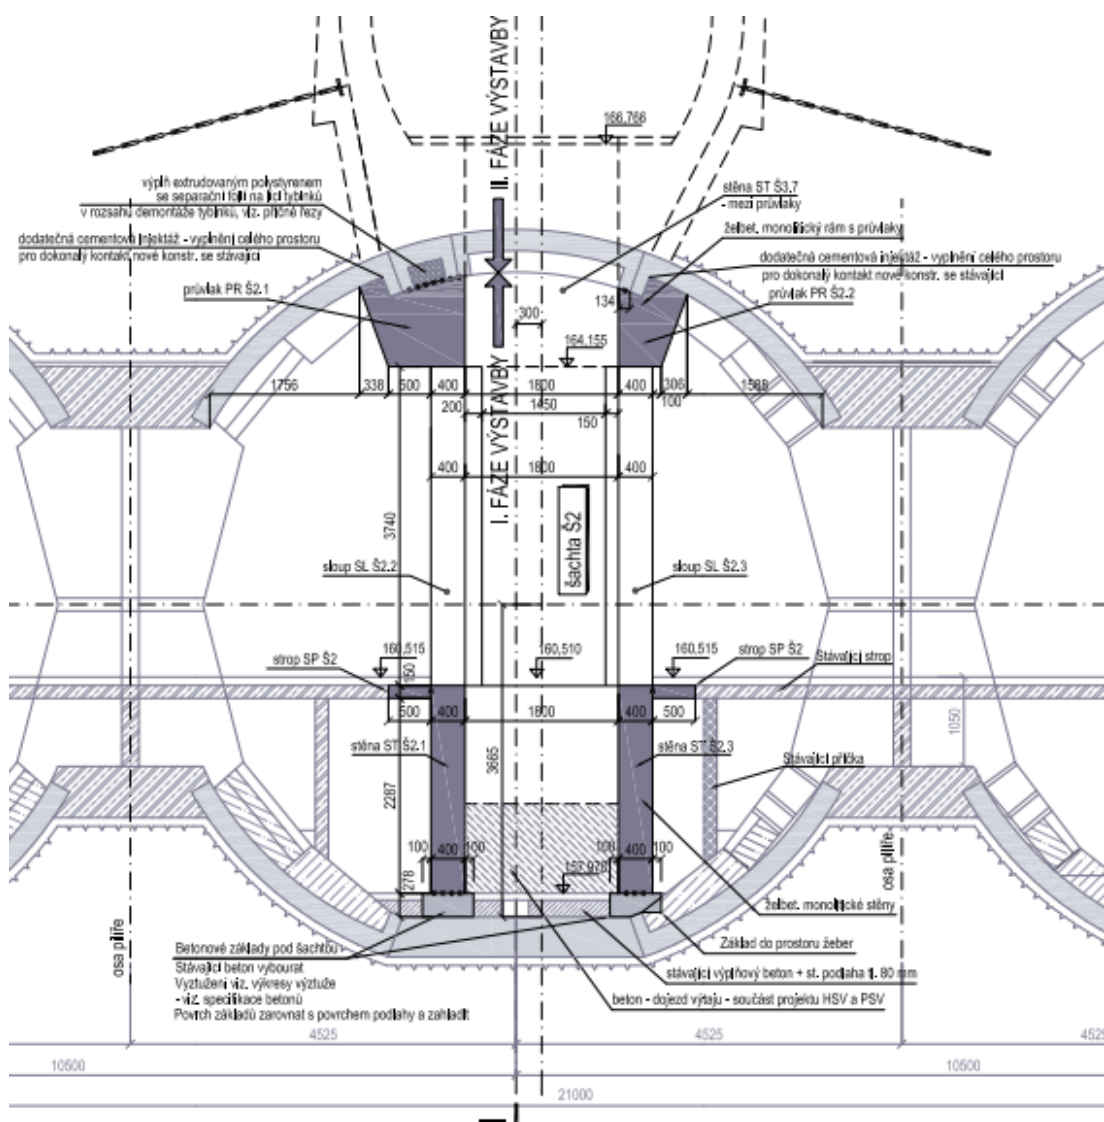 II. FÁZE VÝSTAVBY
166.766
výplň extrudovaným polystyrenem
se separační folií na líci tybinků
v rozsahu demontáže tybinků, viz. příčné řezy
dodatečná cementová injektáž - vyplnění celého prostoru
pro dokonalý kontakt nové konstr. se stávající
průvlak PR Š2.1
stěna ST Š3.7
- mezi průvlaky
želbet. monolitický rám s průvlaky
dodatečná cementová injektáž - vyplnění celého prostoru
pro dokonalý kontakt nové konstr. se stávající
průvlak PR Š2.2
134
300
164.155
1756
338
500
400
1800
400
306
1588
200
1450
100
150
I. FÁZE VÝSTAVBY
400
1800
400
3740
šachta Š2
sloup SL Š2.2
sloup SL Š2.3
160,515
160,510
160,515
strop SP Š2
strop SP Š2
Stávající strop
150
500
400
1800
400
500
1050
stěna ST Š2.1
stěna ST Š2.3
3665
Stávající příčka
2287
100
400
100
400
100
278
157.978
osa pilíře
osa pilíře
želbet. monolitické stěny
Betonové základy pod šachtou
Stávající beton vybourat
Vyztužení viz. výkresy výztuže
- viz. specifikace betonů
Povrch základů zarovnat s povrchem podlahy a zahladit
Základ do prostoru žeber
stávající výplňový beton + st. podlaha tl. 80 mm
beton - dojezd výtaju - součást projektu HSV a PSV
4525
4525
10500
10500
21000